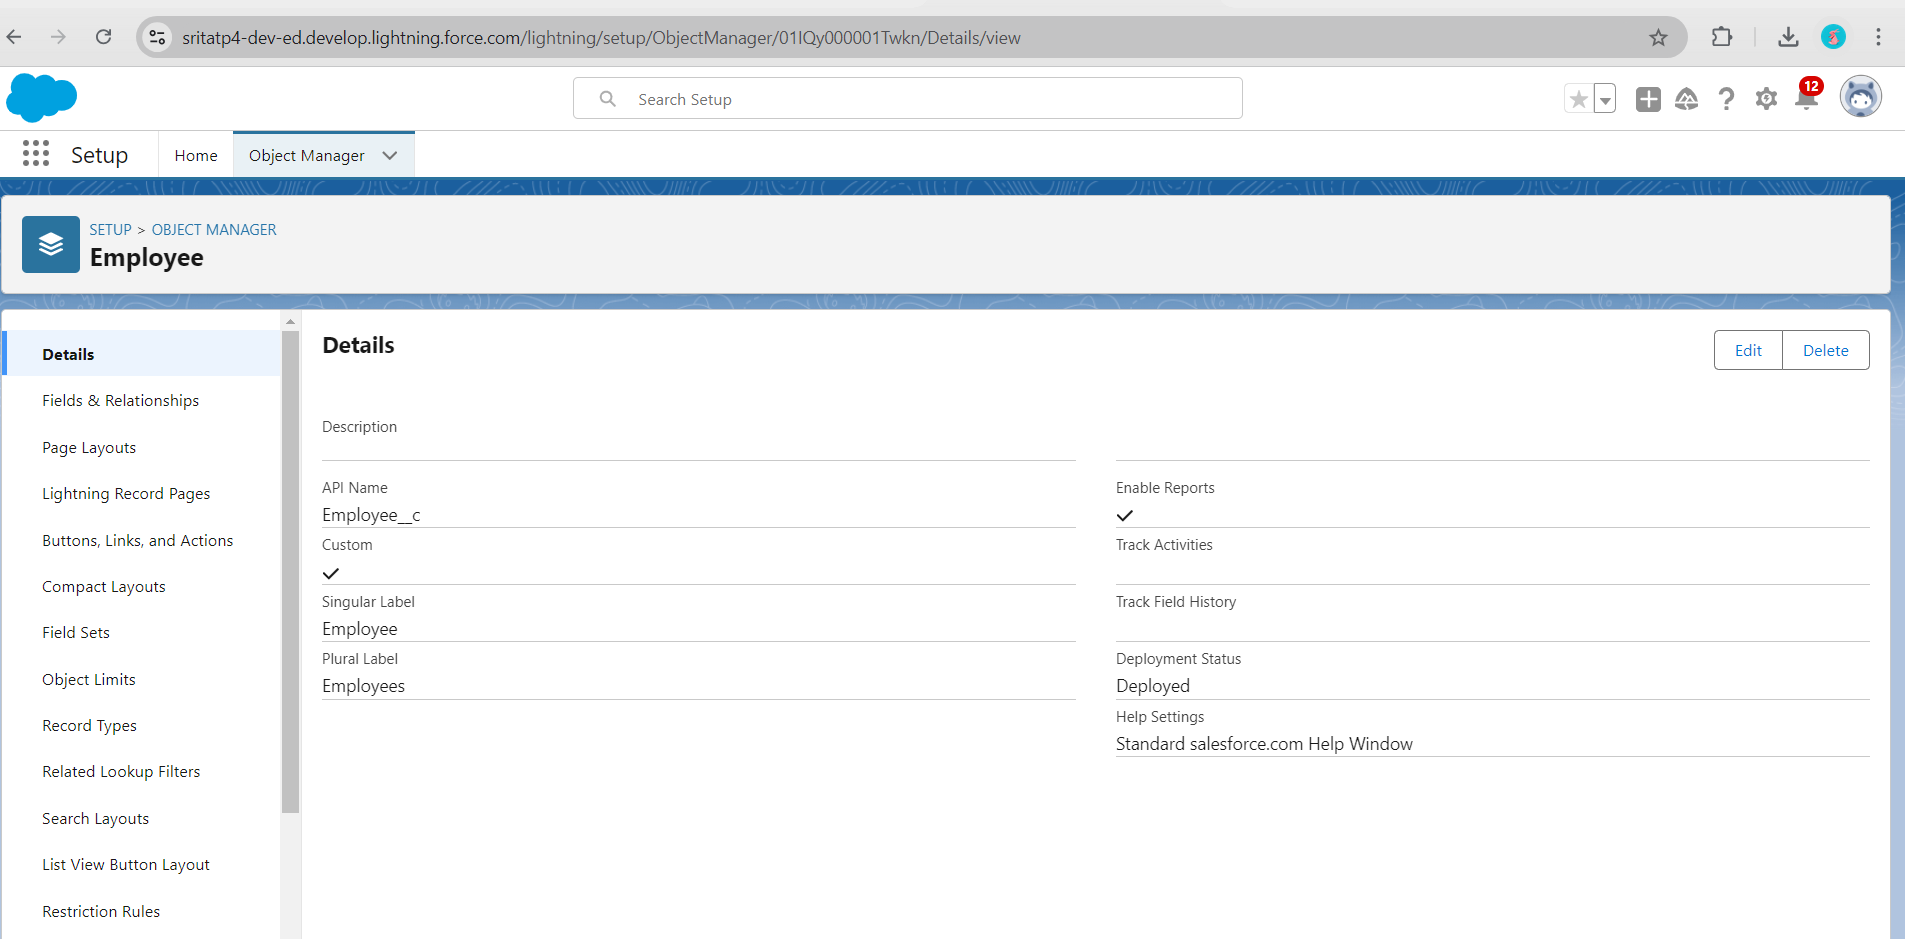 sritatp4-dev-ed.develop.lightning.force.com/lightning/setup/ObjectManager/01IQy000001Twkn/Details/view
Search Setup
12
Setup
Home
Object Manager
SETUP > OBJECT MANAGER
Employee
Details
Fields & Relationships
Page Layouts
Lightning Record Pages
Buttons, Links, and Actions
Compact Layouts
Field Sets
Object Limits
Record Types
Related Lookup Filters
Search Layouts
List View Button Layout
Restriction Rules
Details
Edit
Delete
Description
API Name
Employee__c
Custom
Singular Label
Employee
Plural Label
Employees
Enable Reports
Track Activities
Track Field History
Deployment Status
Deployed
Help Settings
Standard salesforce.com Help Window